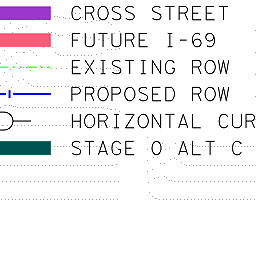 CROSS STREET
FUTURE I-69
EXISTING ROW
PROPOSED ROW
HORIZONTAL CUR
STAGE 0 ALT C